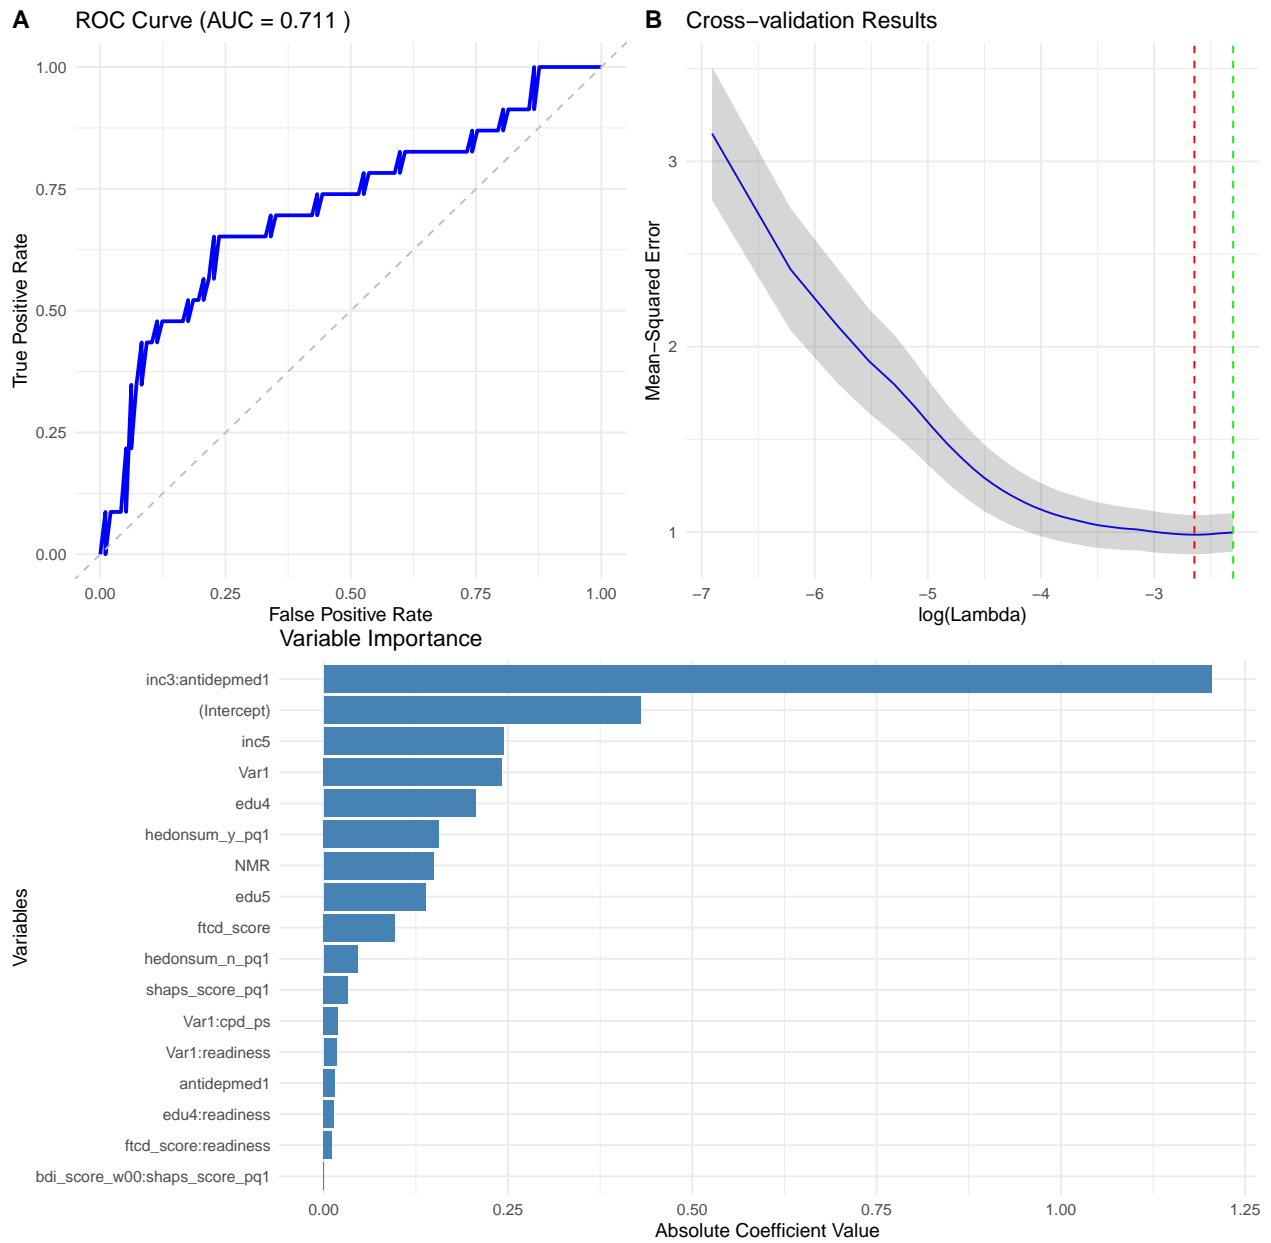 A ROC Curve (AUC = 0.711 )
True Positive Rate
1.00
0.75
0.50
0.25
0.00
0.00 0.25 0.50 0.75 1.00
False Positive Rate
B Cross−validation Results
Mean−Squared Error
3
2
1
−7 −6 −5 −4 −3
log(Lambda)
Variable Importance
Variables
inc3:antidepmed1
(Intercept)
inc5
Var1
edu4
hedonsum_y_pq1
NMR
edu5
ftcd_score
hedonsum_n_pq1
shaps_score_pq1
Var1:cpd_ps
Var1:readiness
antidepmed1
edu4:readiness
ftcd_score:readiness
bdi_score_w00:shaps_score_pq1
0.00 0.25 0.50 0.75 1.00 1.25
Absolute Coefficient Value